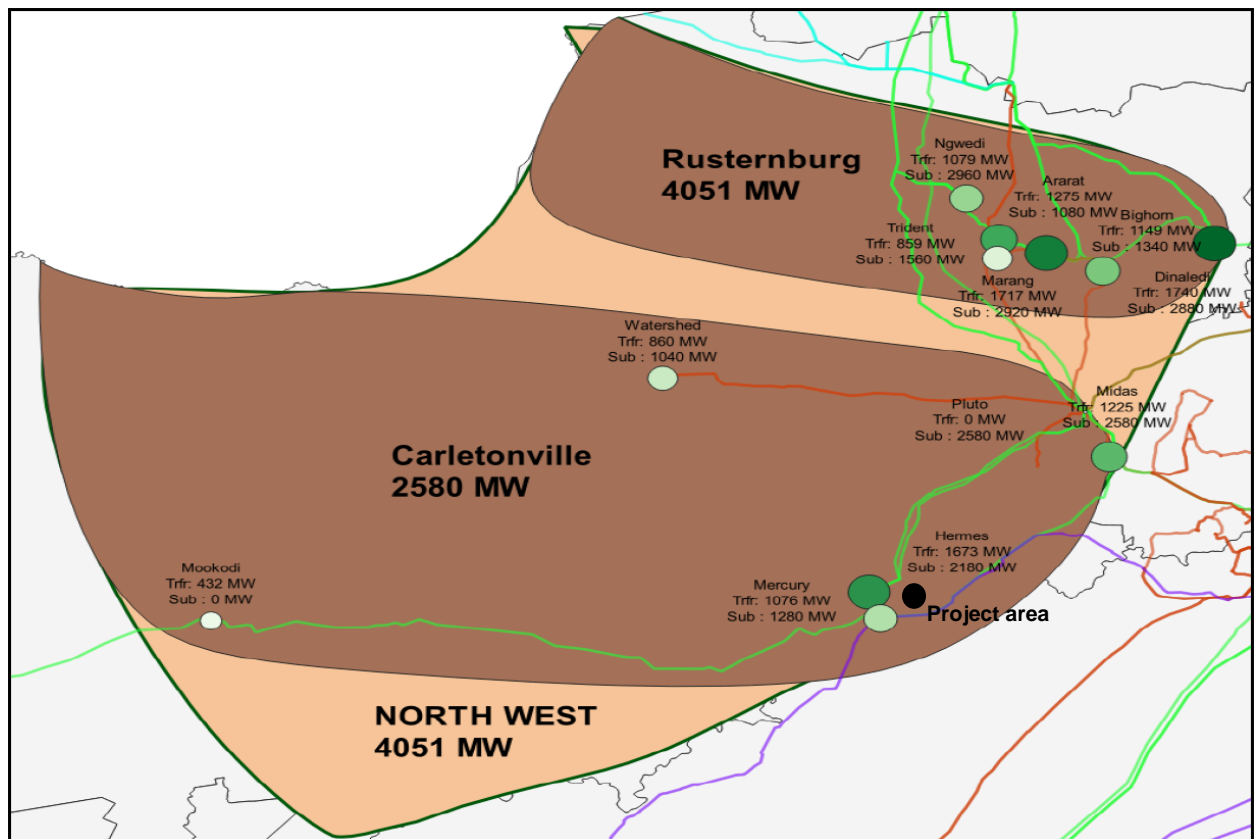 Rusternburg
4051 MW
Ngwedi
Trfr: 1079 MW
Sub : 2960 MW
Ararat
Trfr: 1275 MW
Sub : 1080 MW
Trident
Trfr: 859 MW
Sub : 1560 MW
Bighorn
Trfr: 1149 MW
Sub : 1340 MW
Marang
Trfr: 1717 MW
Sub : 2920 MW
Dinaledi
Trfr: 1740 MW
Sub : 2880 MW
Watershed
Trfr: 860 MW
Sub : 1040 MW
Pluto
Trfr: 0 MW
Sub : 2580 MW
Midas
Trfr: 1225 MW
Sub : 2580 MW
Carletonville
2580 MW
Hermes
Trfr: 1673 MW
Sub : 2180 MW
Mookodi
Trfr: 432 MW
Sub : 0 MW
Mercury
Trfr: 1076 MW
Sub : 1280 MW
Project area
NORTH WEST
4051 MW